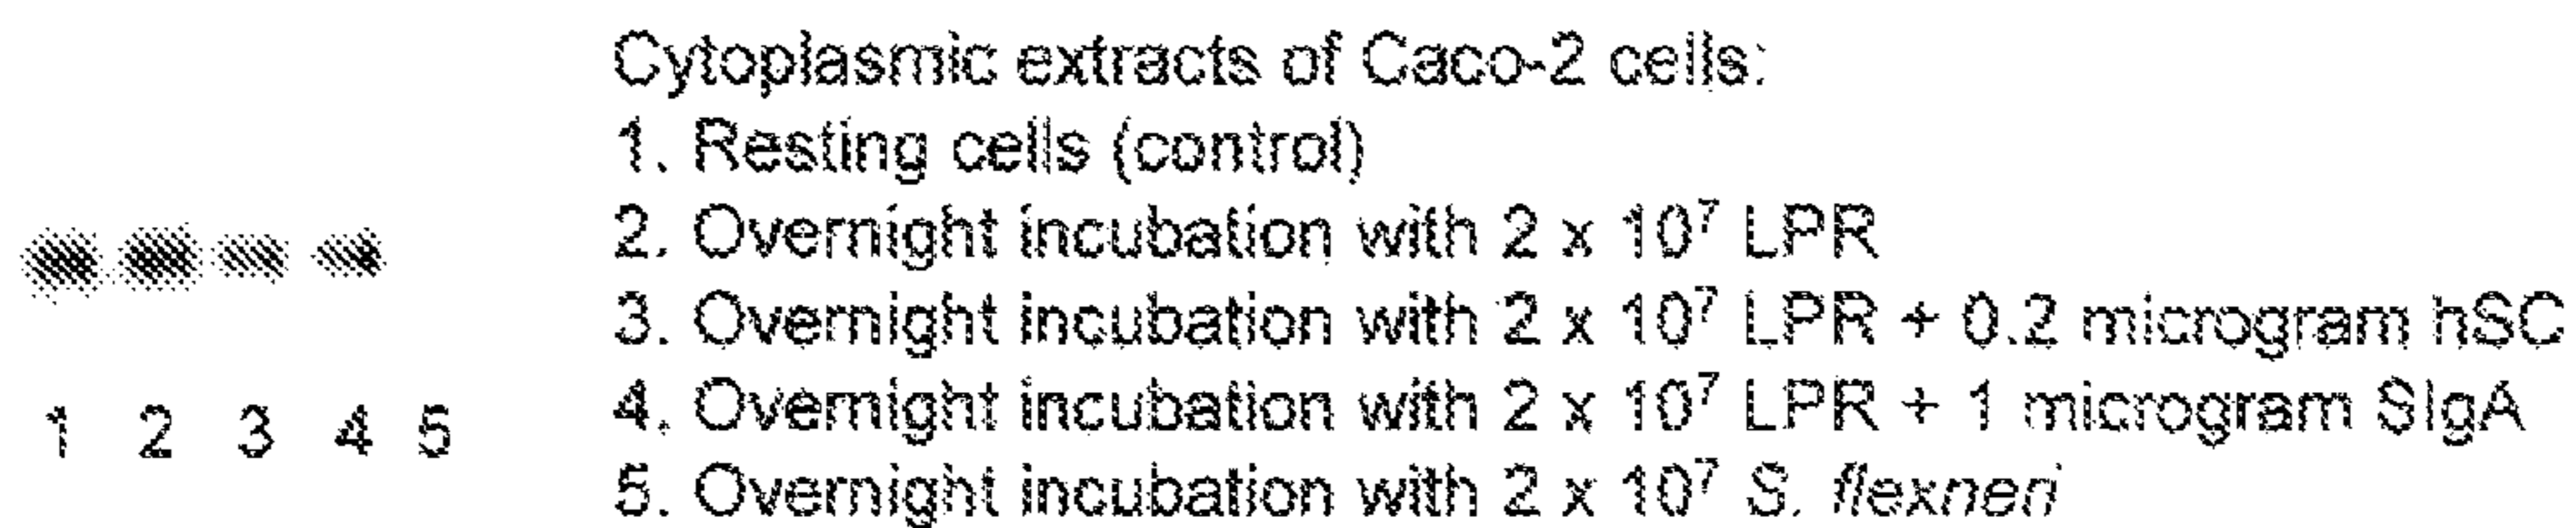 Cytoplasmic extracts of Caco-2 cells:
1. Resting cells (control)
2. Overnight incubation with 2 x 10⁷ LPR
3. Overnight incubation with 2 x 10⁷ LPR + 0.2 microgram hSC
4. Overnight incubation with 2 x 10⁷ LPR + 1 microgram SIgA
5. Overnight incubation with 2 x 10⁷ S. flexneri
1 2 3 4 5